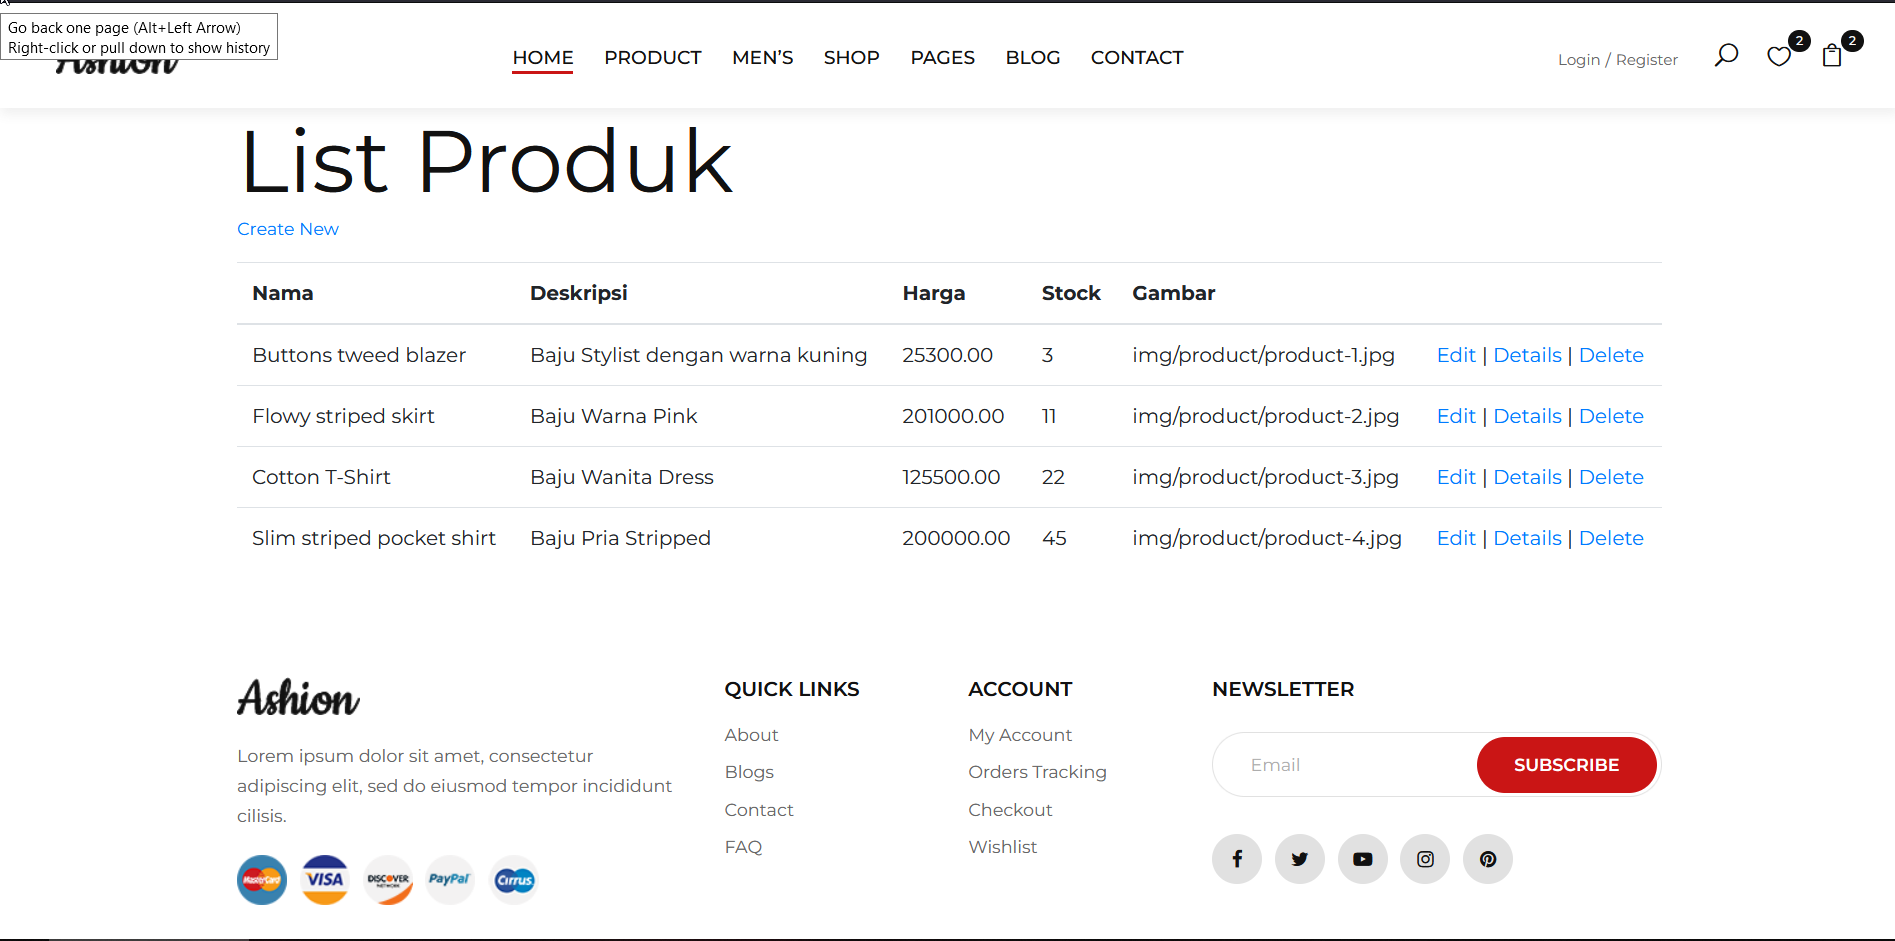 Go back one page (Alt+Left Arrow)
Right-click or pull down to show history
Ashion
HOME PRODUCT MEN'S SHOP PAGES BLOG CONTACT
Login / Register
2
2
List Produk
Create New
Nama Deskripsi Harga Stock Gambar
Buttons tweed blazer Baju Stylist dengan warna kuning 25300.00 3 img/product/product-1.jpg Edit | Details | Delete
Flowy striped skirt Baju Warna Pink 201000.00 11 img/product/product-2.jpg Edit | Details | Delete
Cotton T-Shirt Baju Wanita Dress 125500.00 22 img/product/product-3.jpg Edit | Details | Delete
Slim striped pocket shirt Baju Pria Stripped 200000.00 45 img/product/product-4.jpg Edit | Details | Delete
Ashion
Lorem ipsum dolor sit amet, consectetur
adipiscing elit, sed do eiusmod tempor incididunt
cilisis.
MasterCard VISA DISCOVER NETWORK PayPal Cirrus
QUICK LINKS
About
Blogs
Contact
FAQ
ACCOUNT
My Account
Orders Tracking
Checkout
Wishlist
NEWSLETTER
Email SUBSCRIBE